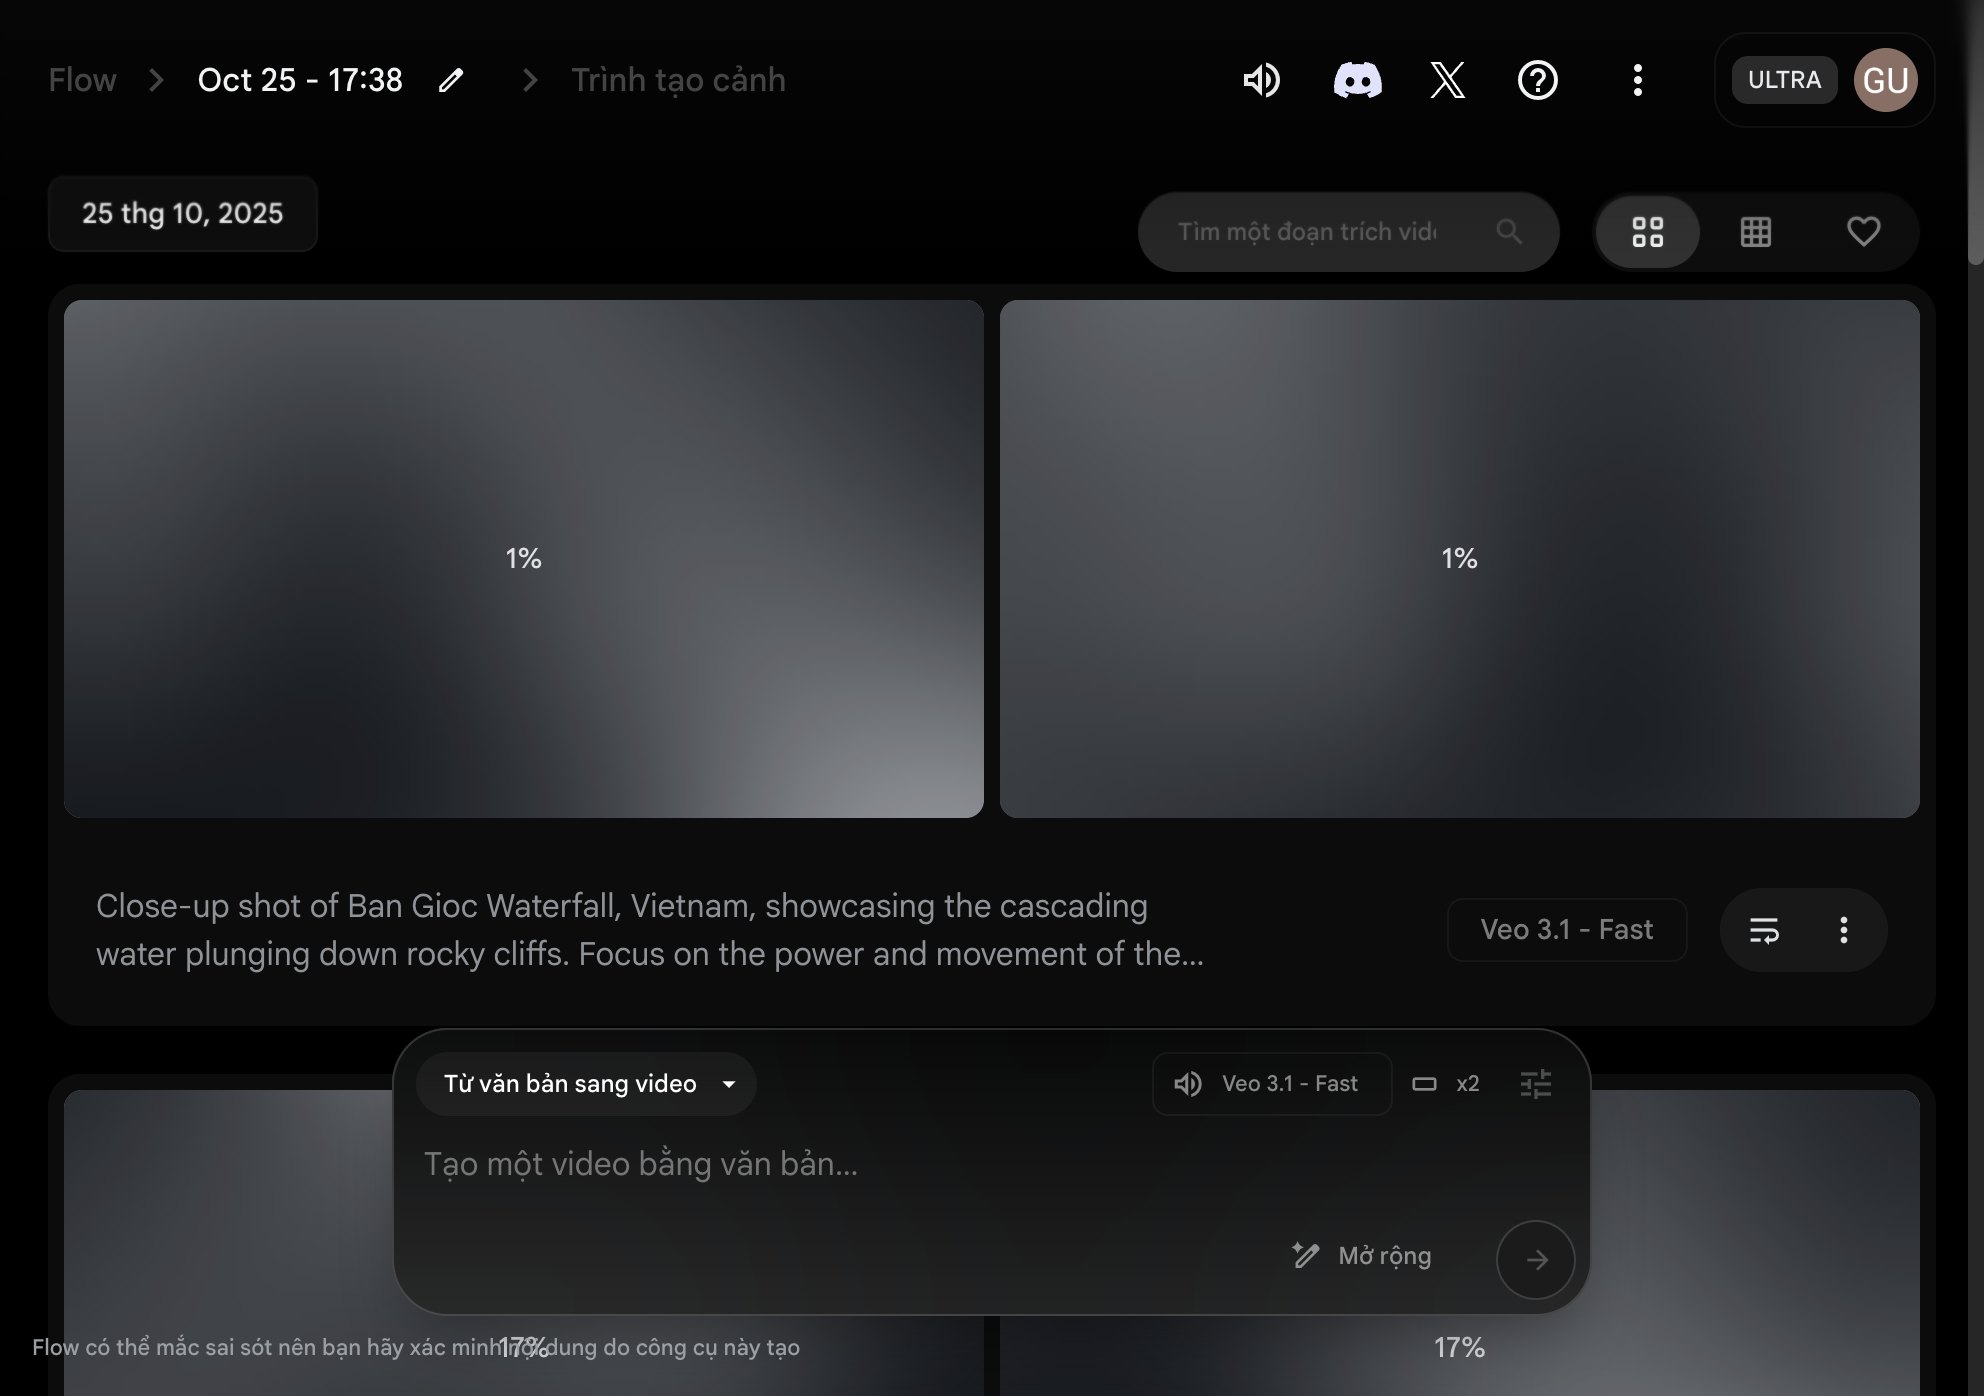 Flow
Oct 25 - 17:38
Trình tạo cảnh
ULTRA
GU
25 thg 10, 2025
Tìm một đoạn trích vide
1%
1%
Close-up shot of Ban Gioc Waterfall, Vietnam, showcasing the cascading
water plunging down rocky cliffs. Focus on the power and movement of the...
Veo 3.1 - Fast
Từ văn bản sang video
Veo 3.1 - Fast
x2
Tạo một video bằng văn bản...
Mở rộng
Flow có thể mắc sai sót nên bạn hãy xác minh nội dung do công cụ này tạo
17%
17%